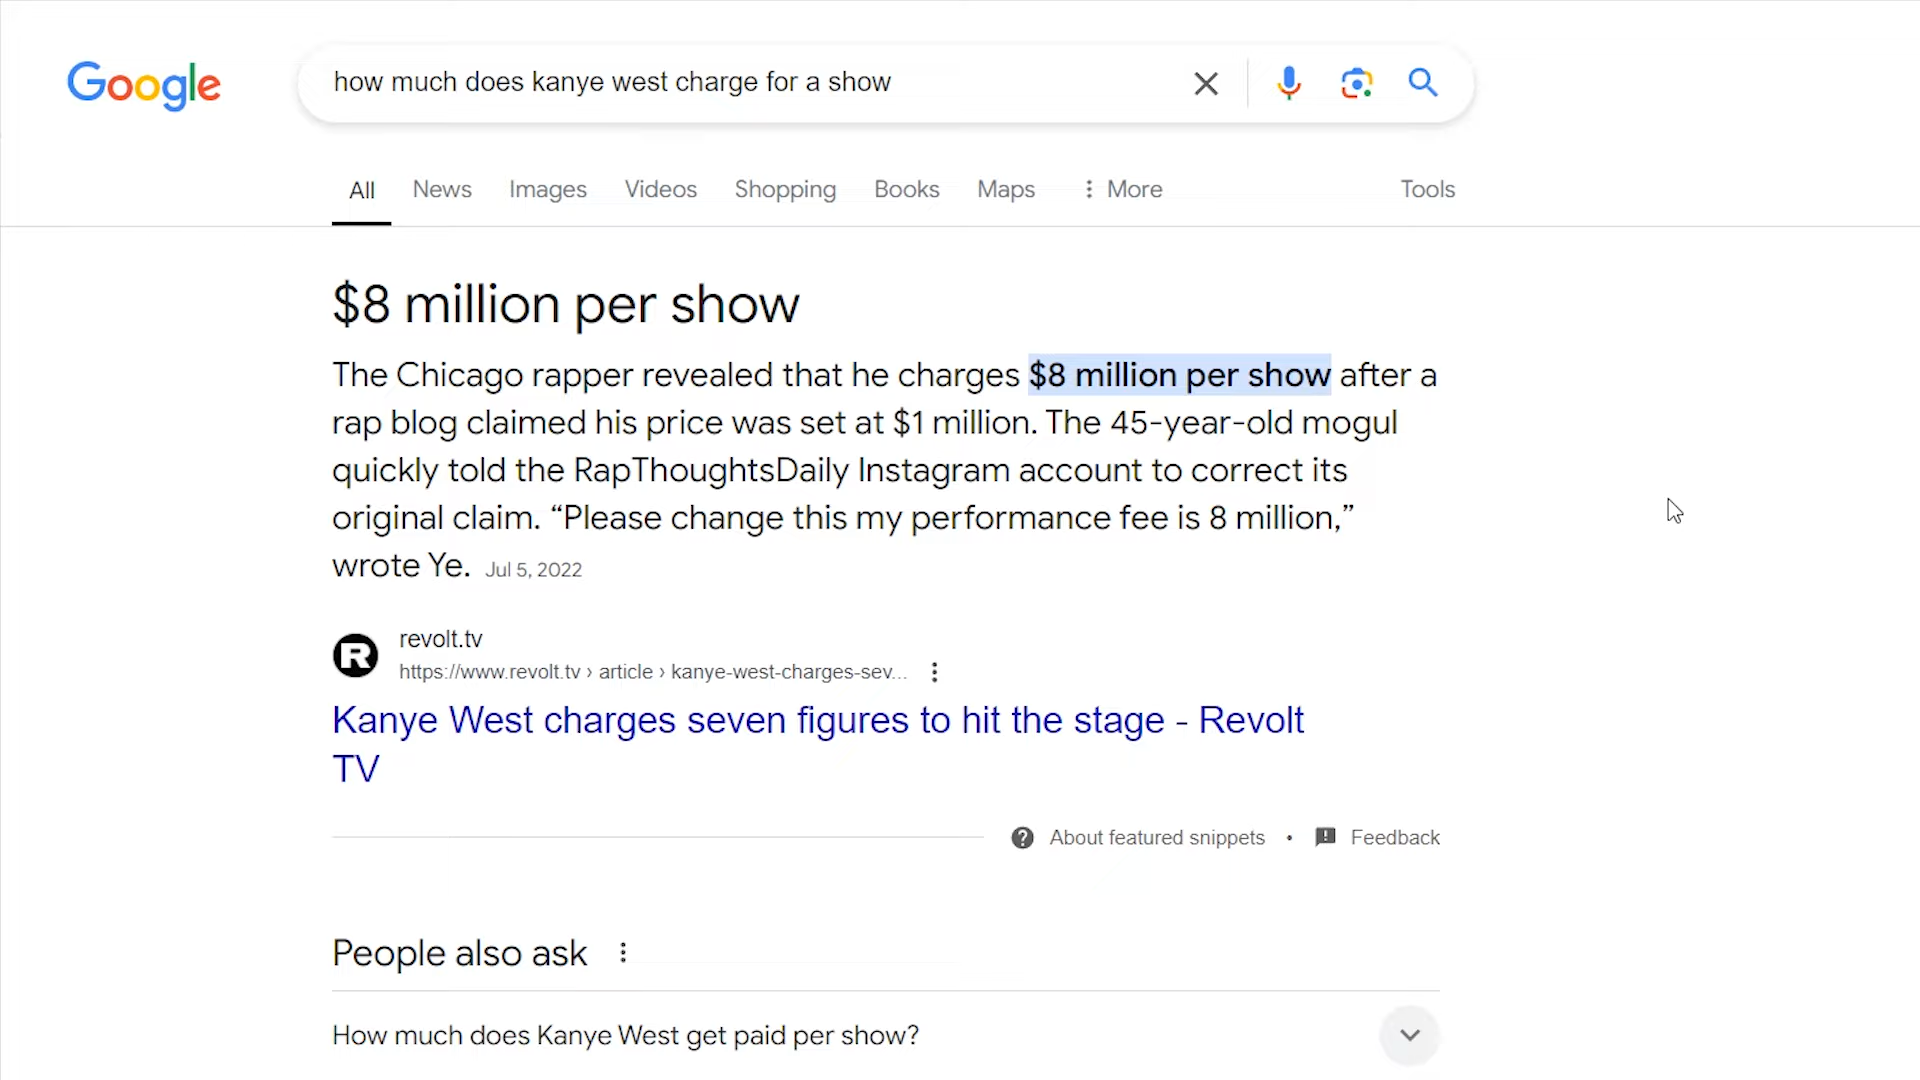 Google
how much does kanye west charge for a show
All News Images Videos Shopping Books Maps More Tools
$8 million per show
The Chicago rapper revealed that he charges $8 million per show after a
rap blog claimed his price was set at $1 million. The 45-year-old mogul
quickly told the RapThoughtsDaily Instagram account to correct its
original claim. “Please change this my performance fee is 8 million,”
wrote Ye. Jul 5, 2022
R
revolt.tv
https://www.revolt.tv › article › kanye-west-charges-sev...
Kanye West charges seven figures to hit the stage - Revolt
TV
About featured snippets • Feedback
People also ask
How much does Kanye West get paid per show?